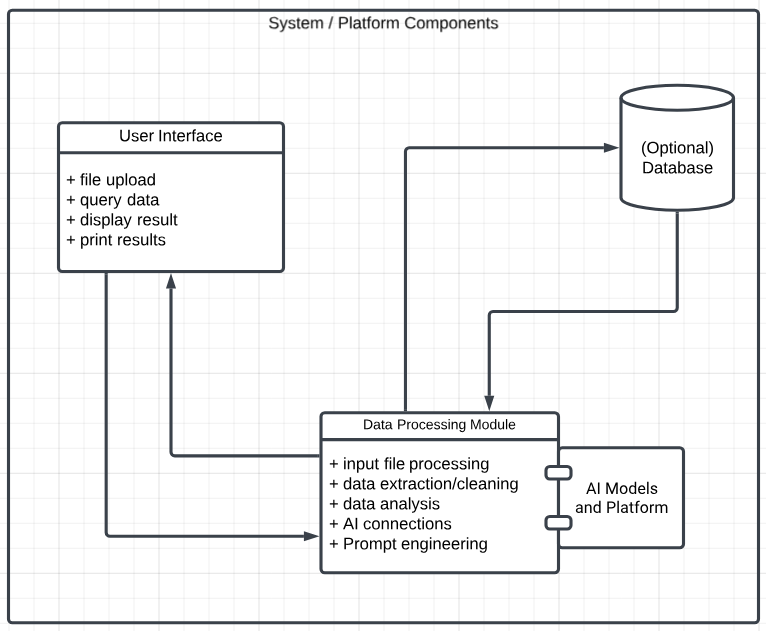 System / Platform Components
User Interface
+ file upload
+ query data
+ display result
+ print results
(Optional)
Database
Data Processing Module
+ input file processing
+ data extraction/cleaning
+ data analysis
+ AI connections
+ Prompt engineering
AI Models
and Platform